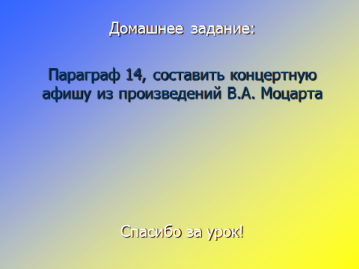 Домашнее задание:
Параграф 14, составить концертную
афишу из произведений В.А. Моцарта
Спасибо за урок!